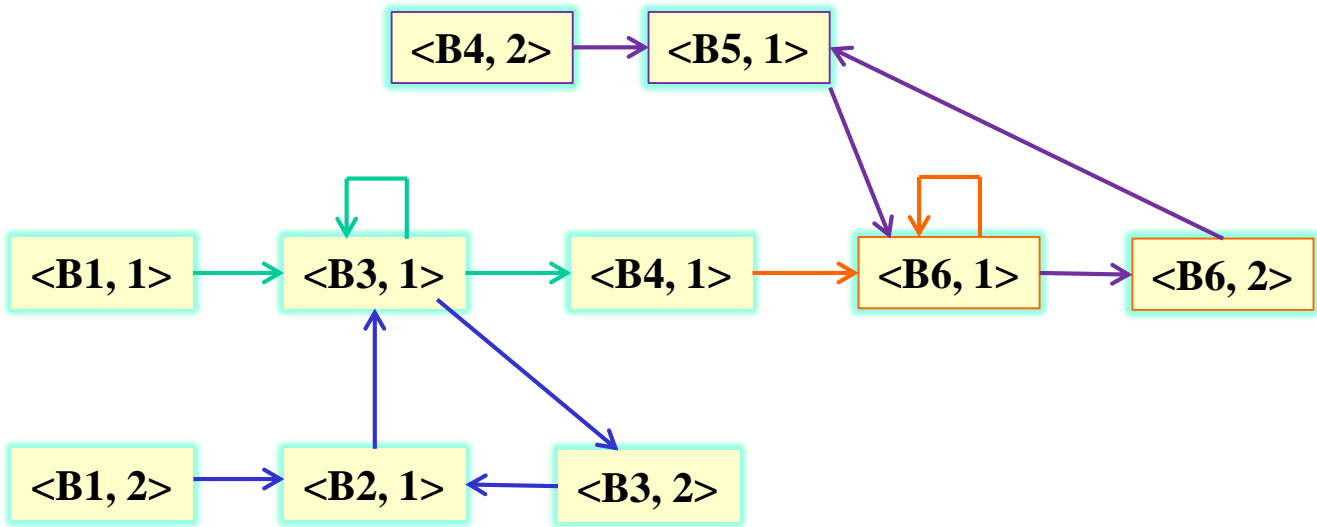 <B4, 2> <B5, 1>
<B1, 1> <B3, 1> <B4, 1> <B6, 1> <B6, 2>
<B1, 2> <B2, 1> <B3, 2>